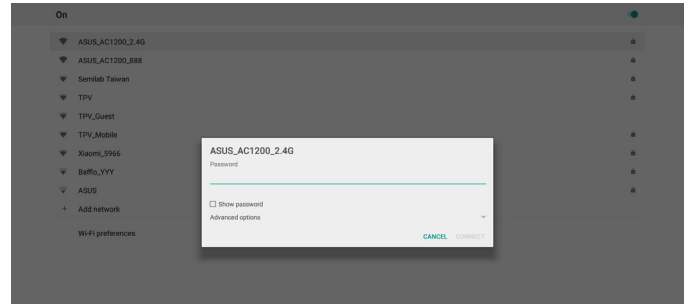 On
ASUS_AC1200_2.4G
ASUS_AC1200_888
Semilab Taiwan
TPV
TPV_Guest
TPV_Mobile
Xiaomi_5966
Baffio_YYY
ASUS
+ Add network
Wi-Fi preferences
ASUS_AC1200_2.4G
Password
Show password
Advanced options
CANCEL CONNECT